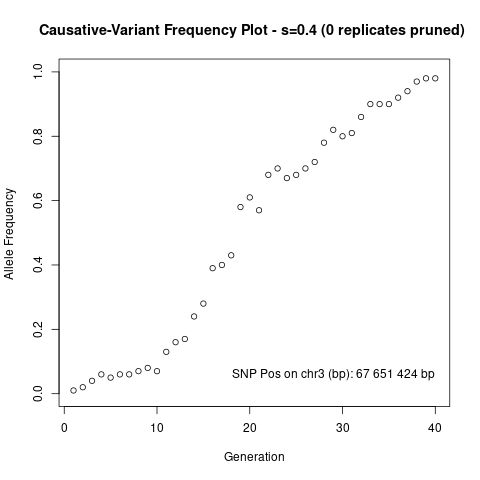 Causative-Variant Frequency Plot - s=0.4 (0 replicates pruned)
1.0
0.8
0.6
0.4
0.2
0.0
Allele Frequency
SNP Pos on chr3 (bp): 67 651 424 bp
0 10 20 30 40
Generation